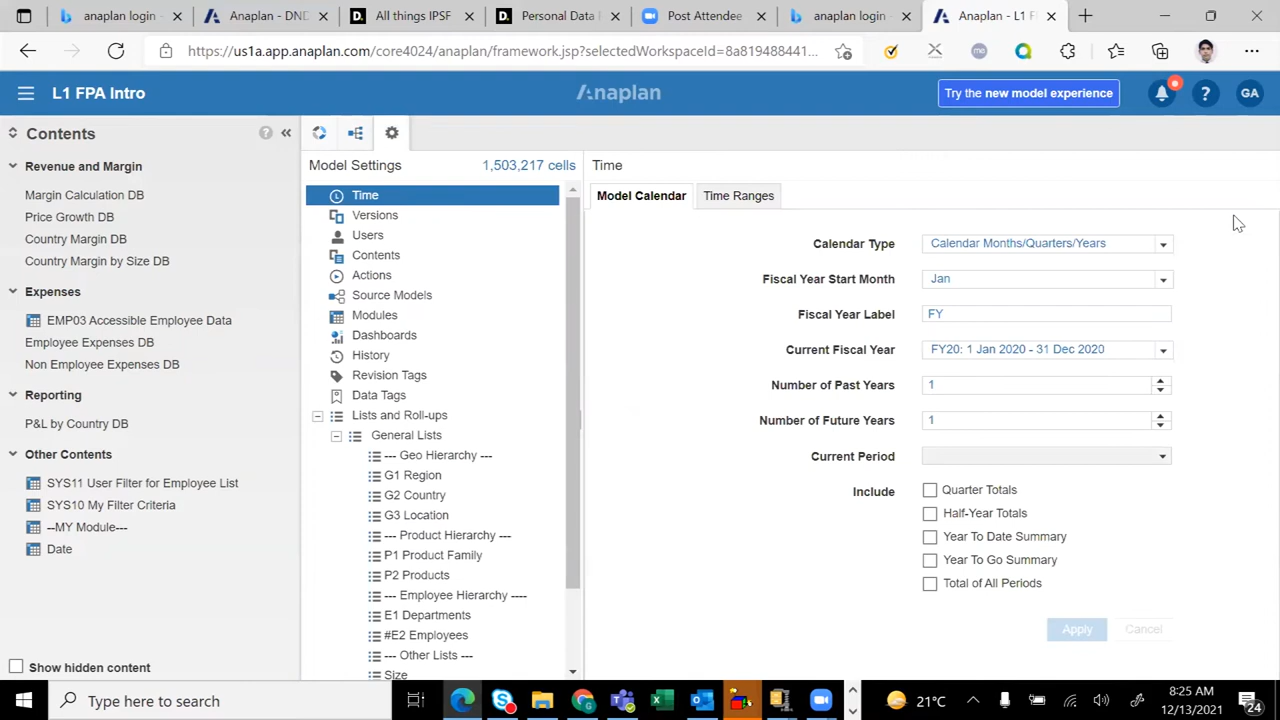 anaplan login
Anaplan - DND
All things IPSF
Personal Data
Post Attendee
anaplan login -
Anaplan - L1 F
https://us1a.app.anaplan.com/core4024/anaplan/framework.jsp?selectedWorkspaceId=8a819488441...
L1 FPA Intro
Anaplan
Try the new model experience
GA
Contents
Revenue and Margin
Margin Calculation DB
Price Growth DB
Country Margin DB
Country Margin by Size DB
Expenses
EMP03 Accessible Employee Data
Employee Expenses DB
Non Employee Expenses DB
Reporting
P&L by Country DB
Other Contents
SYS11 User Filter for Employee List
SYS10 My Filter Criteria
--MY Module---
Date
Show hidden content
Model Settings 1,503,217 cells
Time
Versions
Users
Contents
Actions
Source Models
Modules
Dashboards
History
Revision Tags
Data Tags
Lists and Roll-ups
General Lists
--- Geo Hierarchy ---
G1 Region
G2 Country
G3 Location
--- Product Hierarchy ---
P1 Product Family
P2 Products
--- Employee Hierarchy ----
E1 Departments
#E2 Employees
--- Other Lists ---
Size
Time
Model Calendar Time Ranges
Calendar Type Calendar Months/Quarters/Years
Fiscal Year Start Month Jan
Fiscal Year Label FY
Current Fiscal Year FY20: 1 Jan 2020 - 31 Dec 2020
Number of Past Years 1
Number of Future Years 1
Current Period
Include Quarter Totals
Half-Year Totals
Year To Date Summary
Year To Go Summary
Total of All Periods
Apply Cancel
Type here to search
21°C
8:25 AM
12/13/2021
24